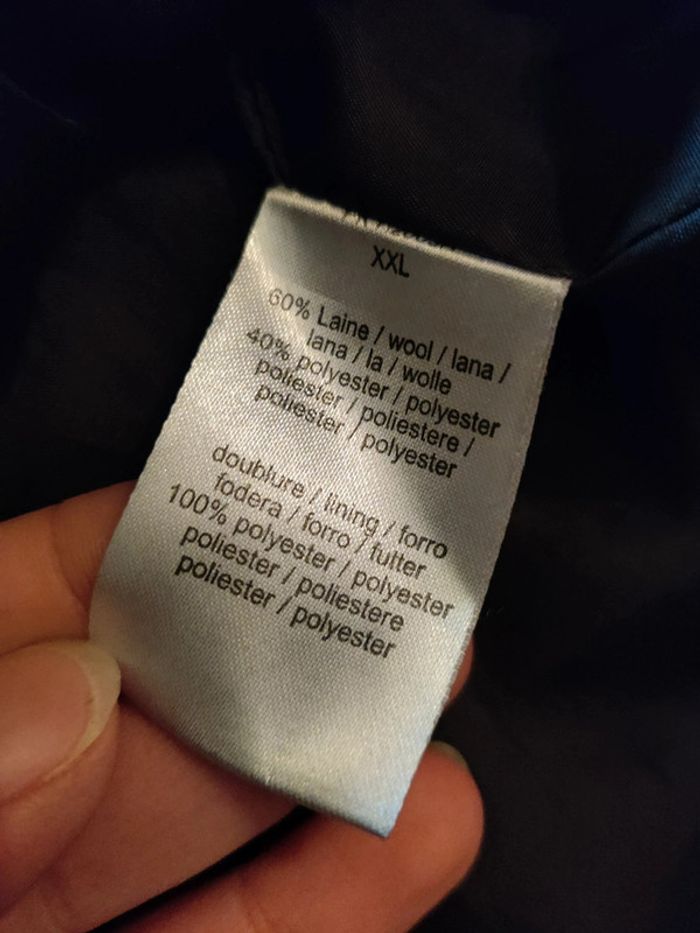 XXL
60% Laine / wool / lana /
lana / la / wolle
40% polyester / polyester
poliester / poliestere /
poliester / polyester
doublure / lining / forro
fodera / forro / futter
100% polyester / polyester
poliester / poliestere
poliester / polyester